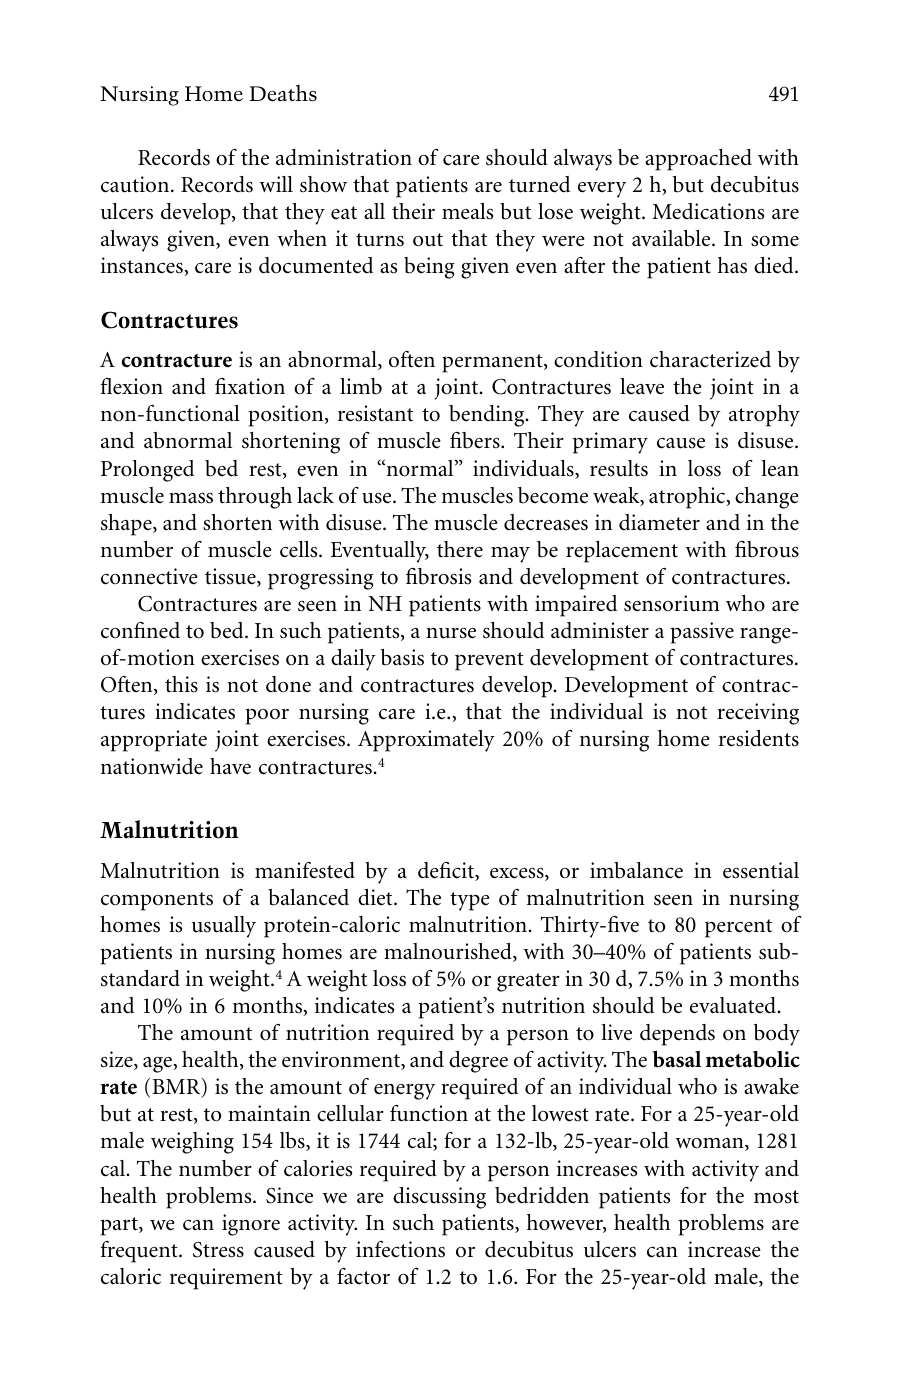 Nursing Home Deaths 491
Records of the administration of care should always be approached with
caution. Records will show that patients are turned every 2 h, but decubitus
ulcers develop, that they eat all their meals but lose weight. Medications are
always given, even when it turns out that they were not available. In some
instances, care is documented as being given even after the patient has died.
Contractures
A contracture is an abnormal, often permanent, condition characterized by
flexion and fixation of a limb at a joint. Contractures leave the joint in a
non-functional position, resistant to bending. They are caused by atrophy
and abnormal shortening of muscle fibers. Their primary cause is disuse.
Prolonged bed rest, even in “normal” individuals, results in loss of lean
muscle mass through lack of use. The muscles become weak, atrophic, change
shape, and shorten with disuse. The muscle decreases in diameter and in the
number of muscle cells. Eventually, there may be replacement with fibrous
connective tissue, progressing to fibrosis and development of contractures.
Contractures are seen in NH patients with impaired sensorium who are
confined to bed. In such patients, a nurse should administer a passive range-
of-motion exercises on a daily basis to prevent development of contractures.
Often, this is not done and contractures develop. Development of contrac-
tures indicates poor nursing care i.e., that the individual is not receiving
appropriate joint exercises. Approximately 20% of nursing home residents
nationwide have contractures.⁴
Malnutrition
Malnutrition is manifested by a deficit, excess, or imbalance in essential
components of a balanced diet. The type of malnutrition seen in nursing
homes is usually protein-caloric malnutrition. Thirty-five to 80 percent of
patients in nursing homes are malnourished, with 30–40% of patients sub-
standard in weight.⁴ A weight loss of 5% or greater in 30 d, 7.5% in 3 months
and 10% in 6 months, indicates a patient’s nutrition should be evaluated.
The amount of nutrition required by a person to live depends on body
size, age, health, the environment, and degree of activity. The basal metabolic
rate (BMR) is the amount of energy required of an individual who is awake
but at rest, to maintain cellular function at the lowest rate. For a 25-year-old
male weighing 154 lbs, it is 1744 cal; for a 132-lb, 25-year-old woman, 1281
cal. The number of calories required by a person increases with activity and
health problems. Since we are discussing bedridden patients for the most
part, we can ignore activity. In such patients, however, health problems are
frequent. Stress caused by infections or decubitus ulcers can increase the
caloric requirement by a factor of 1.2 to 1.6. For the 25-year-old male, the